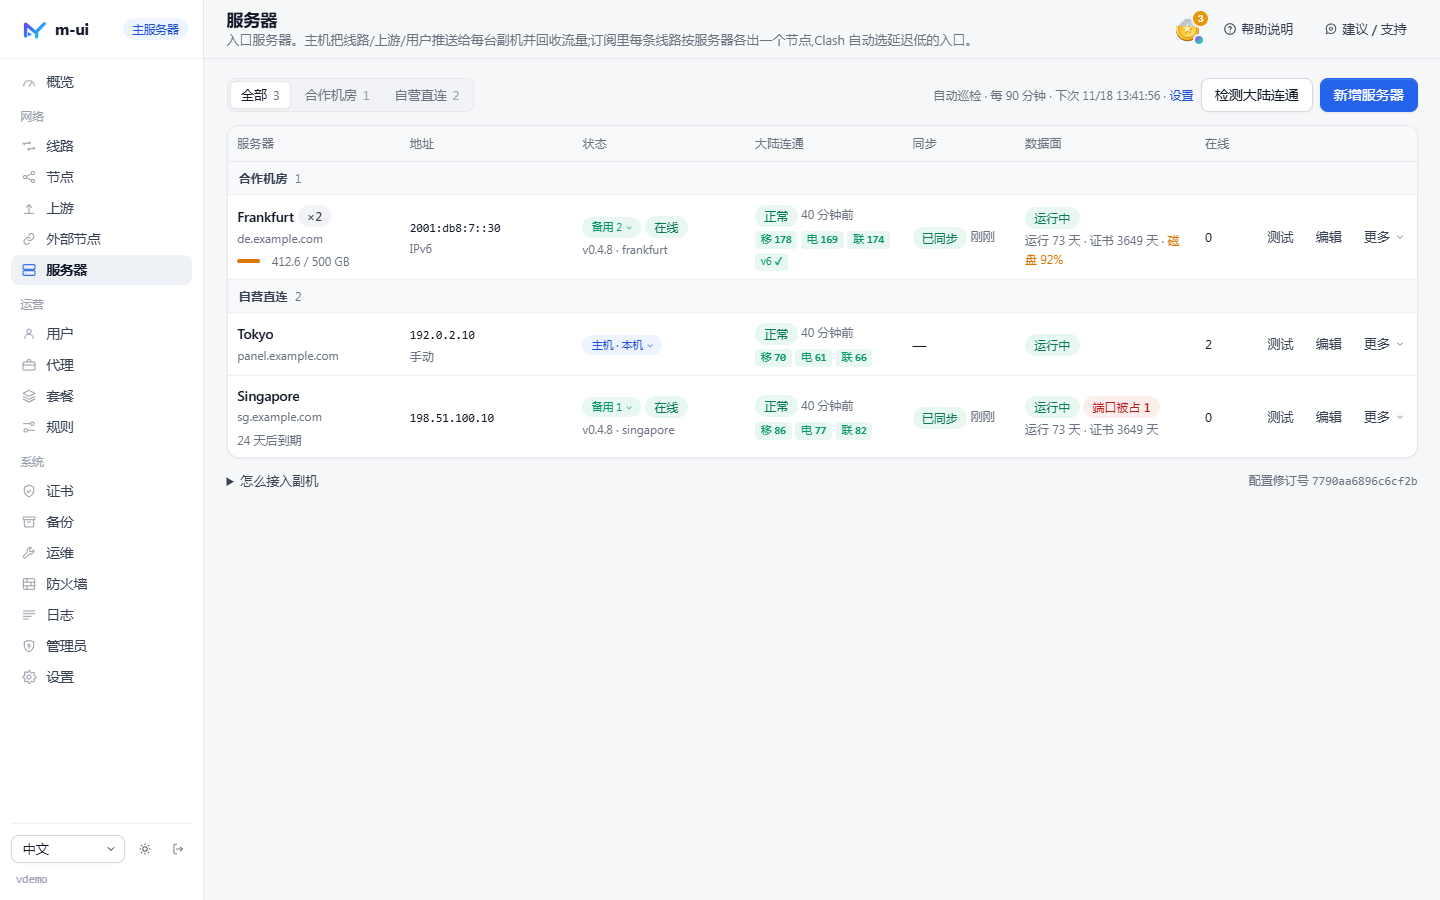 m-ui
主服务器
概览
网络
线路
节点
上游
外部节点
服务器
运营
用户
代理
套餐
规则
系统
证书
备份
运维
防火墙
日志
管理员
设置
中文
vdemo
服务器
入口服务器。主机把线路/上游/用户推送给每台副机并回收流量;订阅里每条线路按服务器各出一个节点,Clash 自动选延迟低的入口。
3
帮助说明
建议 / 支持
全部 3
合作机房 1
自营直连 2
自动巡检 · 每 90 分钟 · 下次 11/18 13:41:56 · 设置
检测大陆连通
新增服务器
服务器 地址 状态 大陆连通 同步 数据面 在线
合作机房 1
Frankfurt ×2
de.example.com
412.6 / 500 GB
2001:db8:7::30
IPv6
备用 2 在线
v0.4.8 · frankfurt
正常 40 分钟前
移 178 电 169 联 174
v6 ✓
已同步 刚刚
运行中
运行 73 天 · 证书 3649 天 · 磁
盘 92%
0
测试 编辑 更多
自营直连 2
Tokyo
panel.example.com
192.0.2.10
手动
主机 · 本机
正常 40 分钟前
移 70 电 61 联 66
—
运行中
2
测试 编辑 更多
Singapore
sg.example.com
24 天后到期
198.51.100.10
备用 1 在线
v0.4.8 · singapore
正常 40 分钟前
移 86 电 77 联 82
已同步 刚刚
运行中 端口被占 1
运行 73 天 · 证书 3649 天
0
测试 编辑 更多
▶ 怎么接入副机
配置修订号 7790aa6896c6cf2b